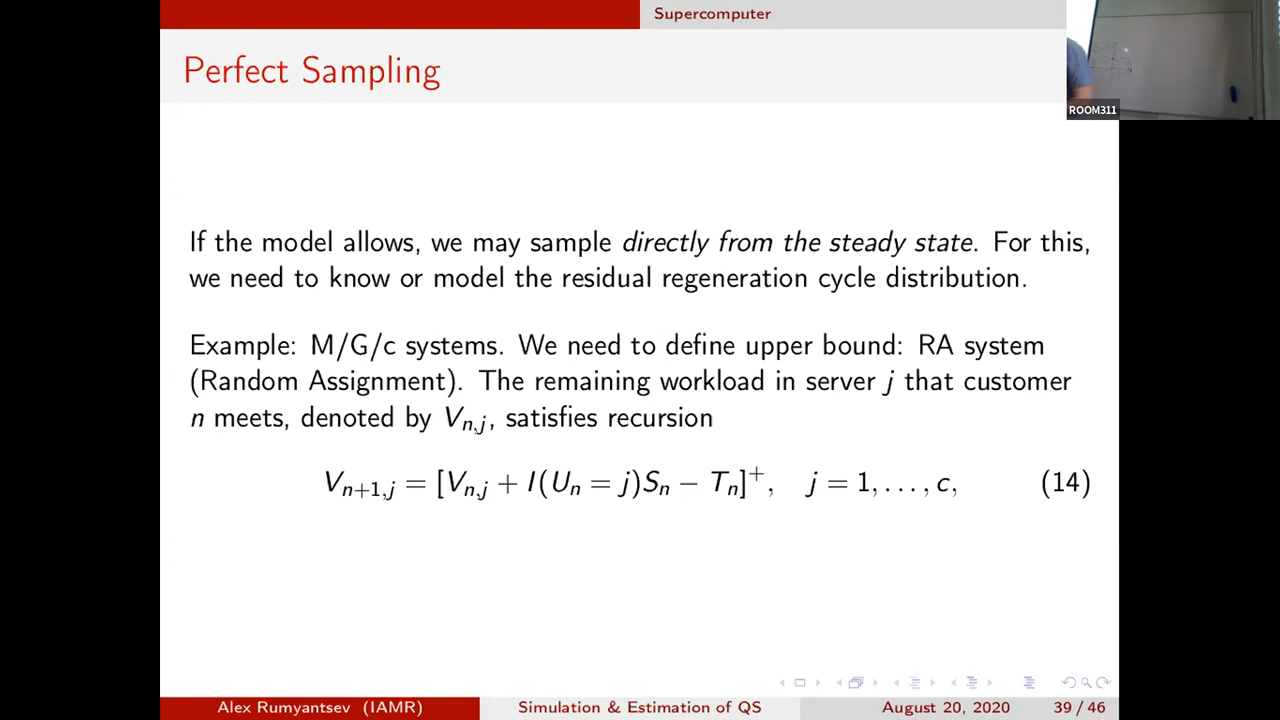 Supercomputer
Perfect Sampling
ROOM311
If the model allows, we may sample directly from the steady state. For this,
we need to know or model the residual regeneration cycle distribution.
Example: M/G/c systems. We need to define upper bound: RA system
(Random Assignment). The remaining workload in server j that customer
n meets, denoted by V_{n,j}, satisfies recursion
V_{n+1,j} = [V_{n,j} + I(U_n = j)S_n − T_n]^+, j = 1, . . . , c, (14)
Alex Rumyantsev (IAMR) Simulation & Estimation of QS August 20, 2020 39 / 46